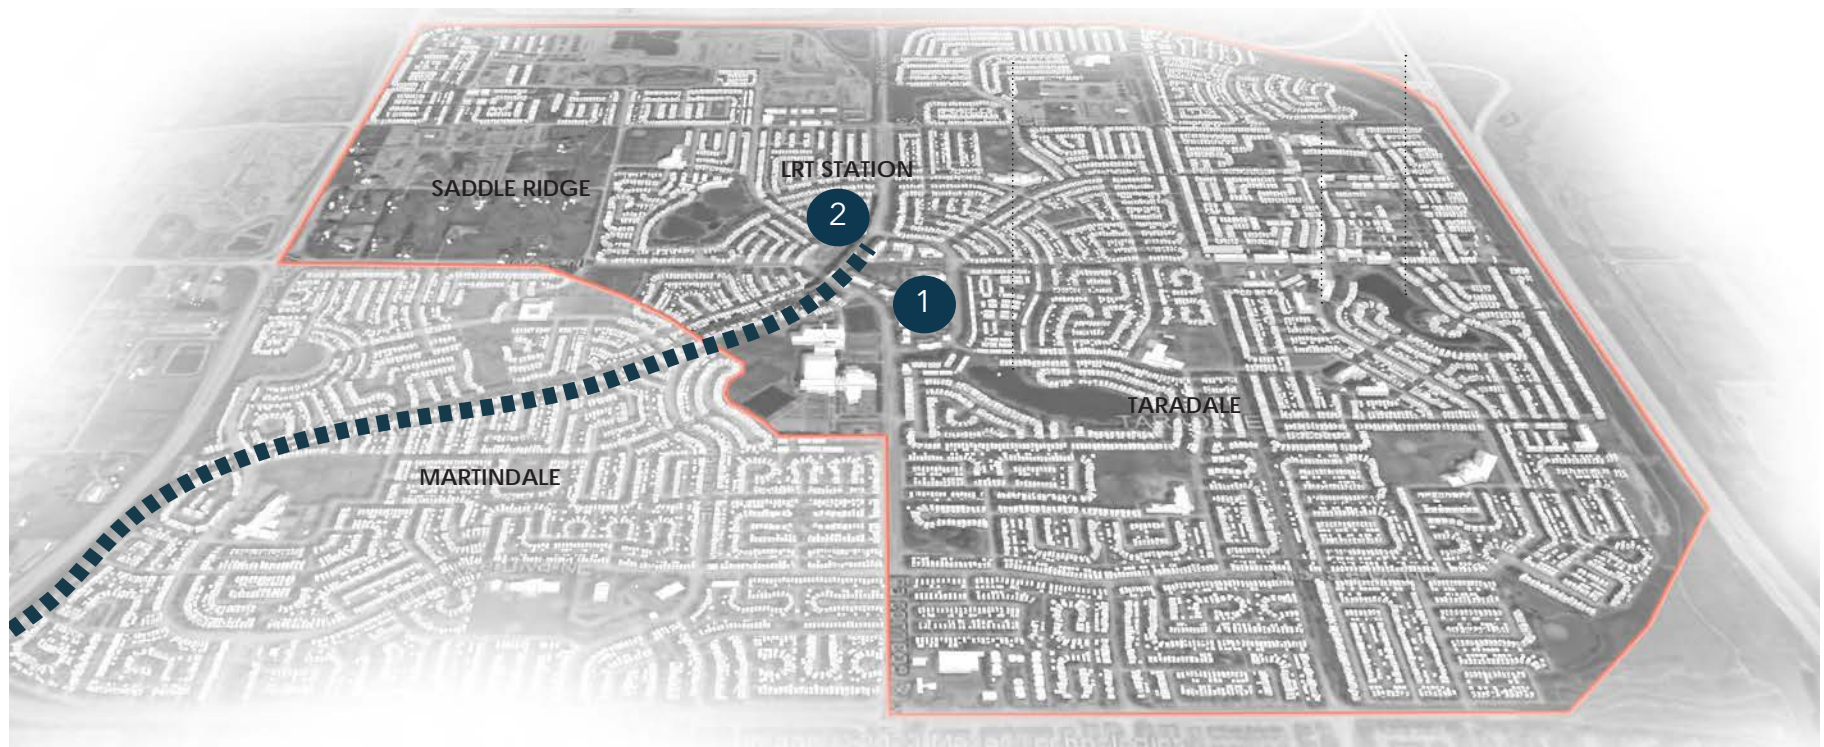 LRT STATION
SADDLE RIDGE
2
1
TARADALE
MARTINDALE